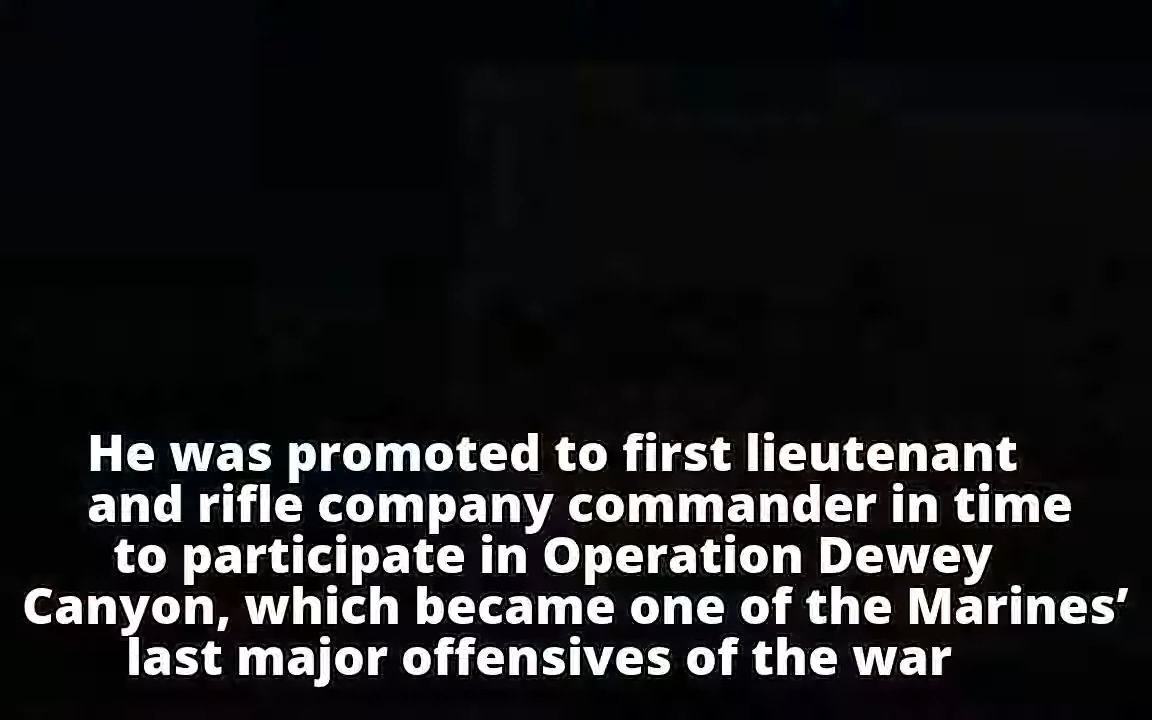 He was promoted to first lieutenant
and rifle company commander in time
to participate in Operation Dewey
Canyon, which became one of the Marines’
last major offensives of the war